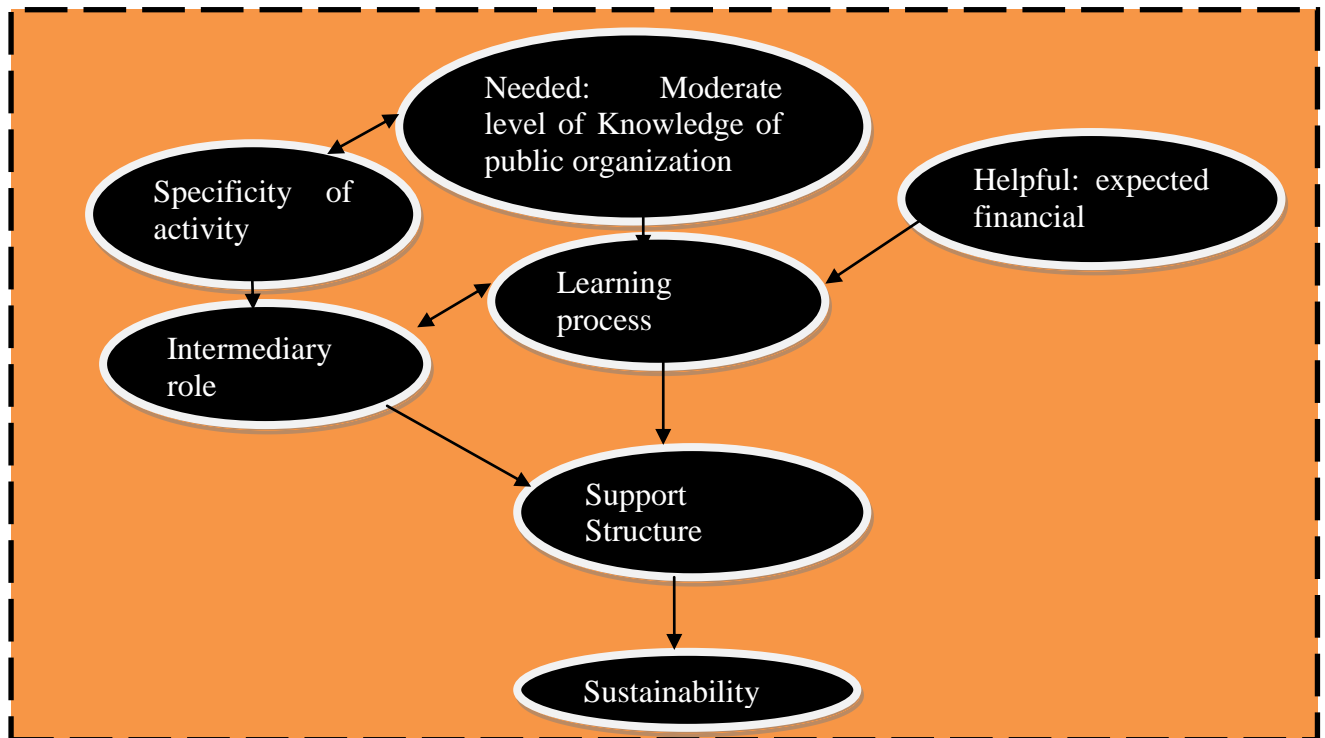 Needed: Moderate
level of Knowledge of
public organization
Specificity of
activity
Helpful: expected
financial
Learning
process
Intermediary
role
Support
Structure
Sustainability